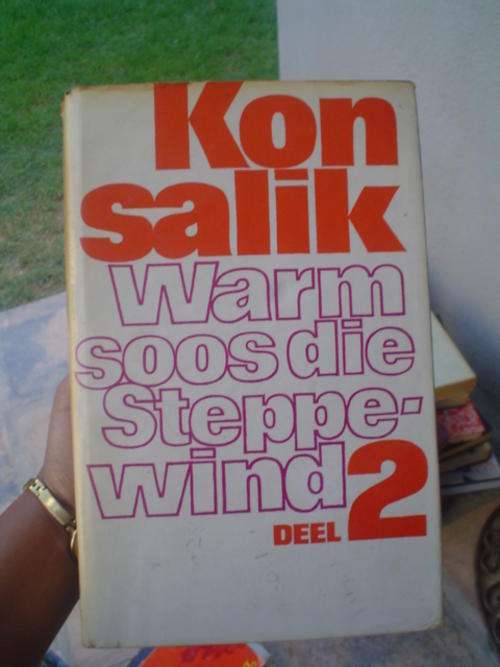 Kon
salik
Warm
soos die
Steppe-
wind
DEEL 2